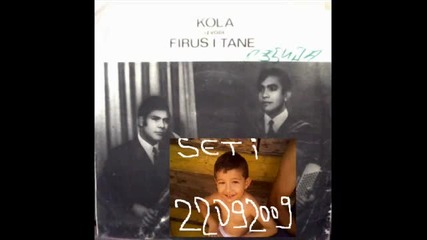 KOLA
FIRUS I TANE
SETi
22092009